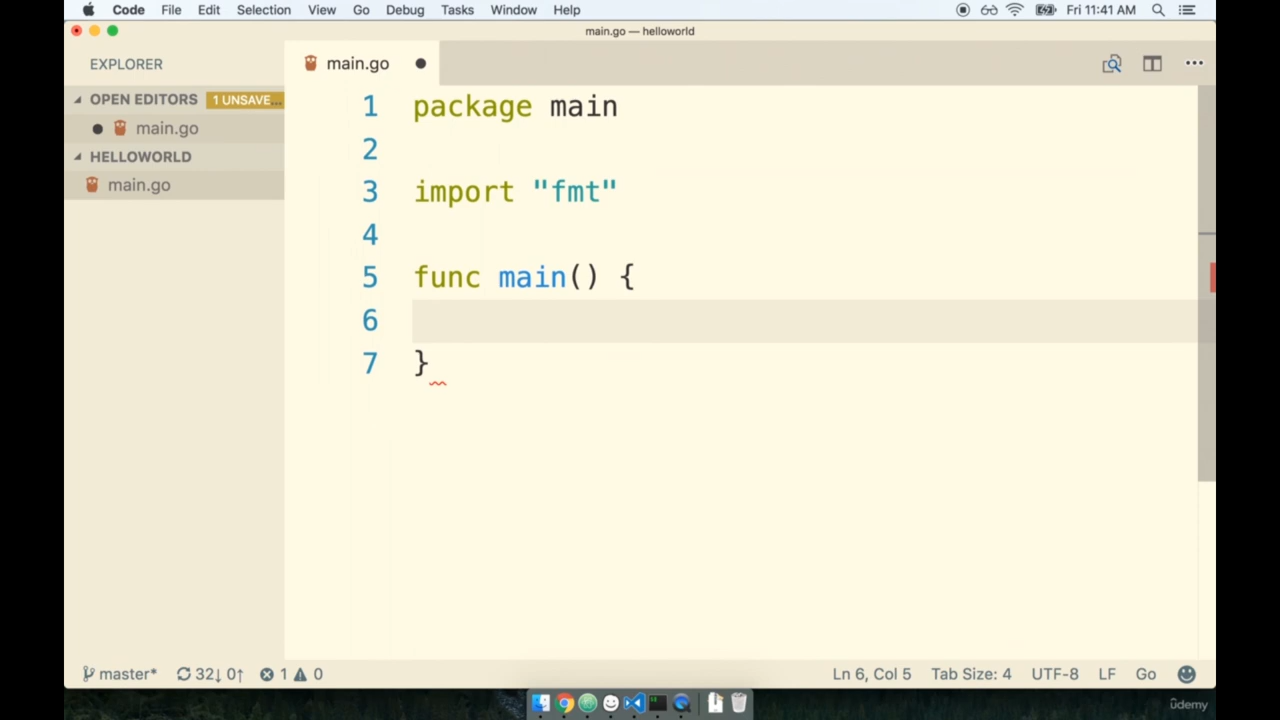 Code File Edit Selection View Go Debug Tasks Window Help Fri 11:41 AM
main.go — helloworld
EXPLORER
main.go
OPEN EDITORS 1 UNSAVE...
main.go
HELLOWORLD
main.go
1 package main
2
3 import "fmt"
4
5 func main() {
6
7 }
master* 32↓ 0↑ 1 0 Ln 6, Col 5 Tab Size: 4 UTF-8 LF Go
ûdemy